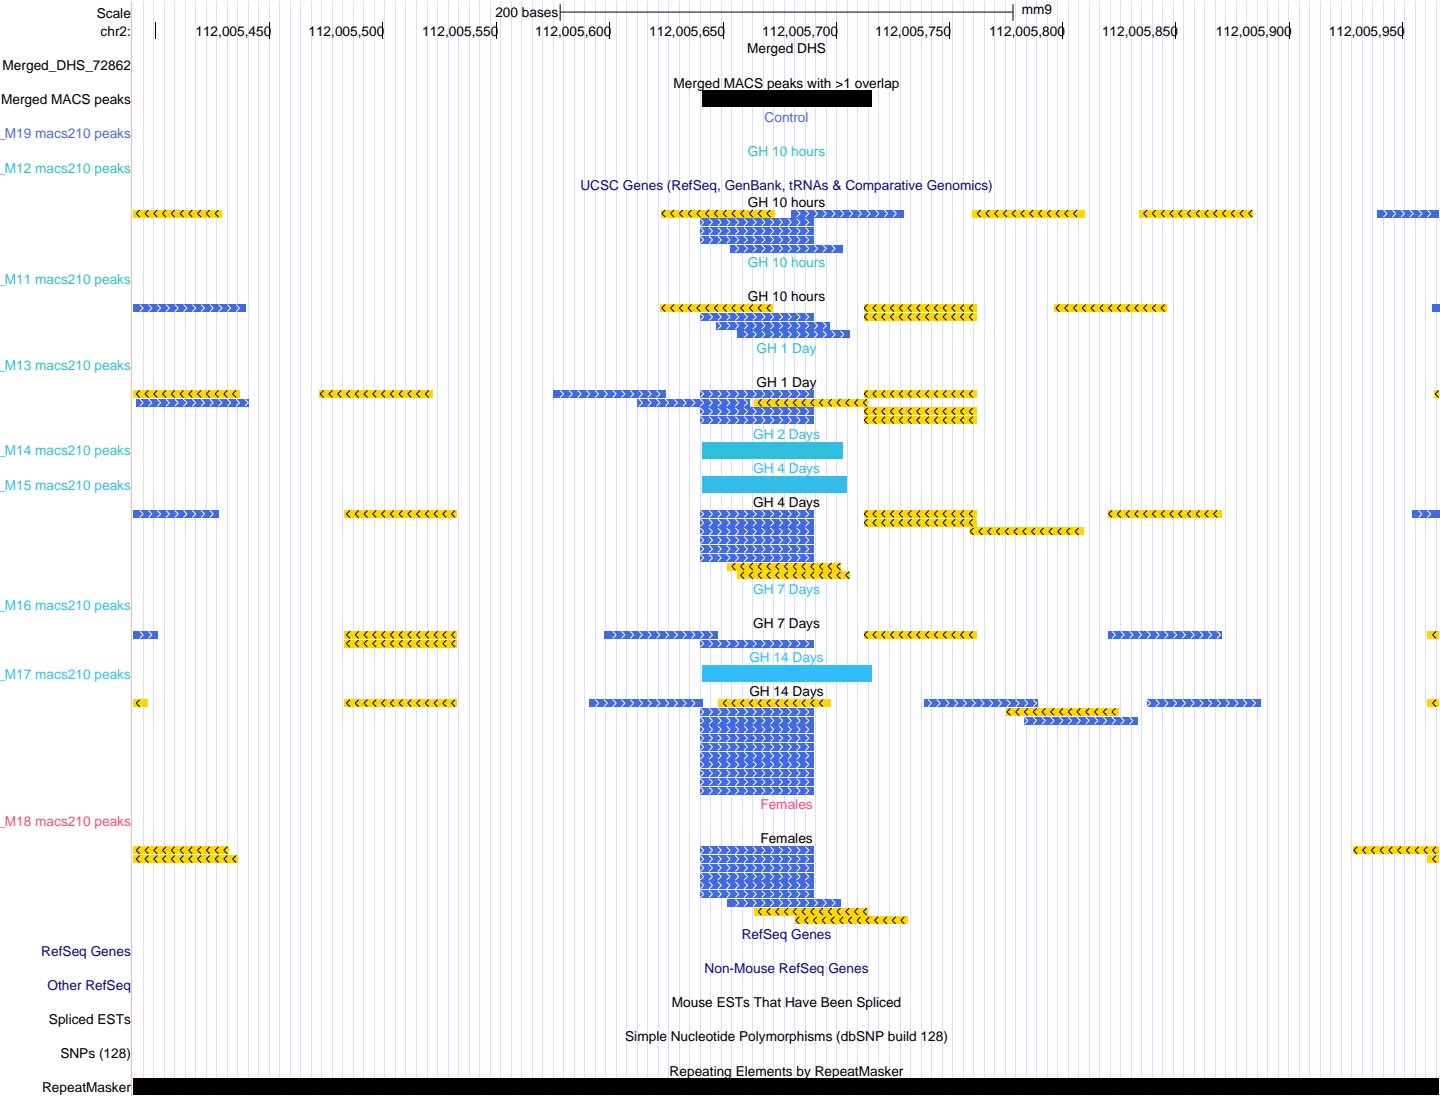 Scale 200 bases mm9
chr2: 112,005,450 112,005,500 112,005,550 112,005,600 112,005,650 112,005,700 112,005,750 112,005,800 112,005,850 112,005,900 112,005,950
Merged DHS
Merged_DHS_72862
Merged MACS peaks with >1 overlap
Merged MACS peaks
Control
_M19 macs210 peaks
GH 10 hours
_M12 macs210 peaks
UCSC Genes (RefSeq, GenBank, tRNAs & Comparative Genomics)
GH 10 hours
GH 10 hours
_M11 macs210 peaks
GH 10 hours
GH 1 Day
_M13 macs210 peaks
GH 1 Day
GH 2 Days
_M14 macs210 peaks
GH 4 Days
_M15 macs210 peaks
GH 4 Days
GH 7 Days
_M16 macs210 peaks
GH 7 Days
GH 14 Days
_M17 macs210 peaks
GH 14 Days
Females
_M18 macs210 peaks
Females
RefSeq Genes
RefSeq Genes
Non-Mouse RefSeq Genes
Other RefSeq
Mouse ESTs That Have Been Spliced
Spliced ESTs
Simple Nucleotide Polymorphisms (dbSNP build 128)
SNPs (128)
Repeating Elements by RepeatMasker
RepeatMasker